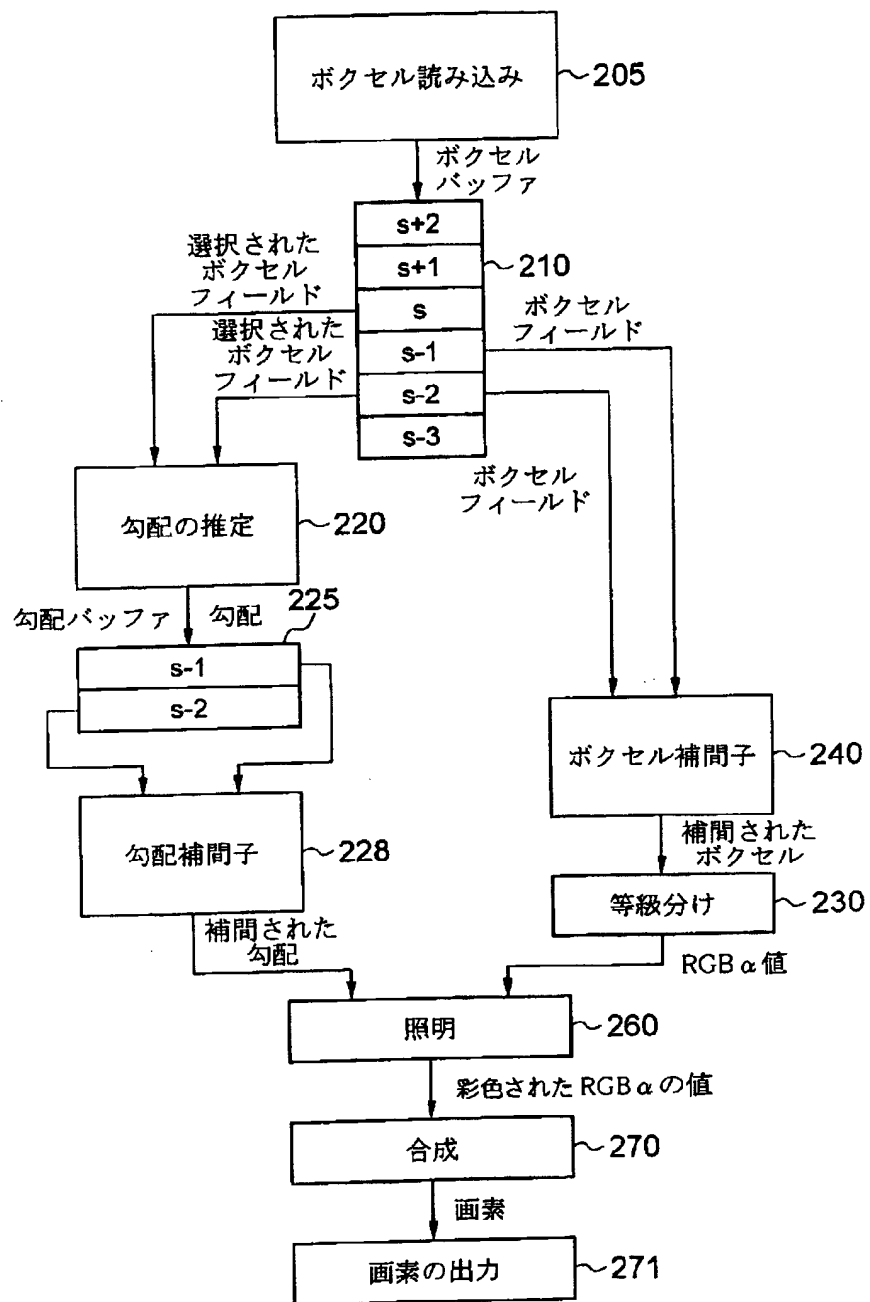 ボクセル読み込み
205
ボクセル
バッファ
s+2
s+1
s
s-1
s-2
s-3
210
選択された
ボクセル
フィールド
選択された
ボクセル
フィールド
ボクセル
フィールド
ボクセル
フィールド
勾配の推定
220
勾配バッファ
勾配
225
s-1
s-2
ボクセル補間子
240
勾配補間子
228
補間された
ボクセル
等級分け
230
補間された
勾配
RGBα値
照明
260
彩色されたRGBαの値
合成
270
画素
画素の出力
271